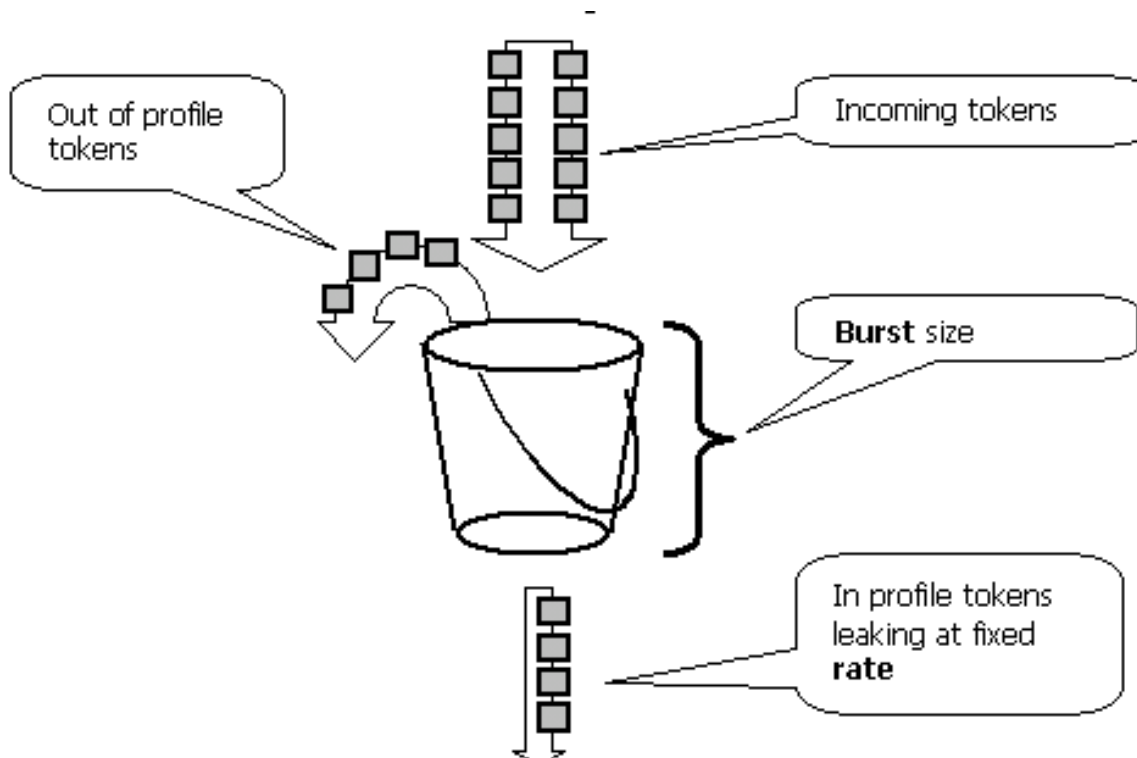 Out of profile
tokens
Incoming tokens
Burst size
In profile tokens
leaking at fixed
rate